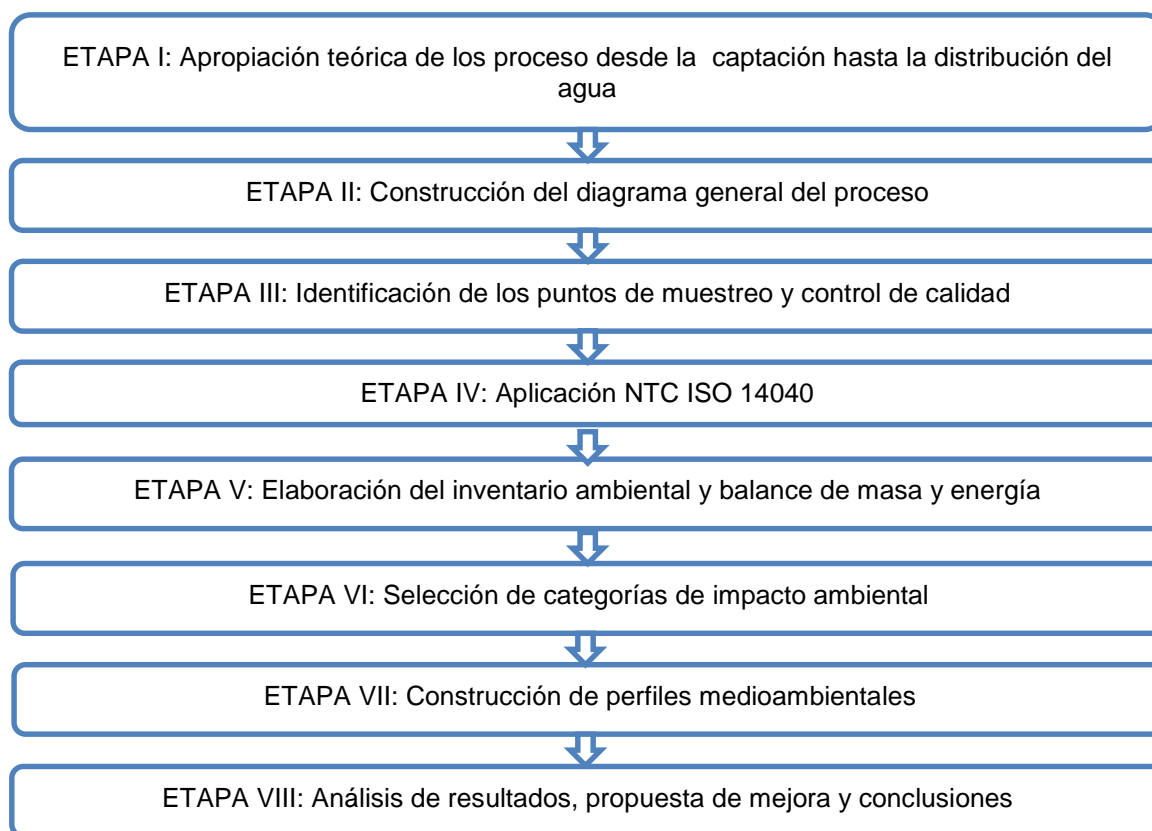 ETAPA I: Apropiación teórica de los proceso desde la captación hasta la distribución del
agua
ETAPA II: Construcción del diagrama general del proceso
ETAPA III: Identificación de los puntos de muestreo y control de calidad
ETAPA IV: Aplicación NTC ISO 14040
ETAPA V: Elaboración del inventario ambiental y balance de masa y energía
ETAPA VI: Selección de categorías de impacto ambiental
ETAPA VII: Construcción de perfiles medioambientales
ETAPA VIII: Análisis de resultados, propuesta de mejora y conclusiones